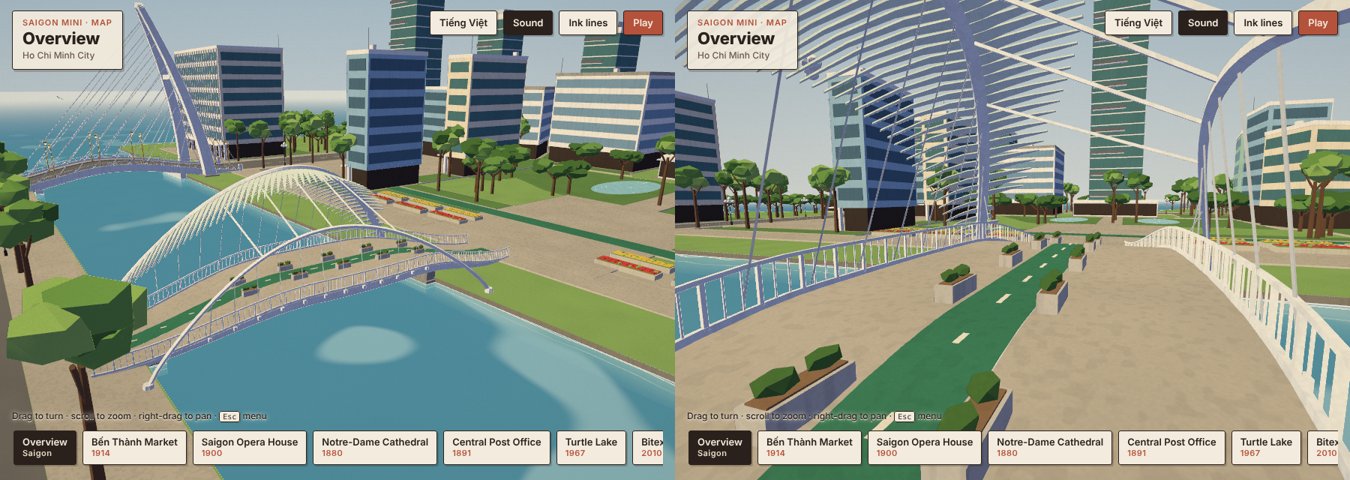 SAIGON MINI · MAP
Overview
Ho Chi Minh City
Tiếng Việt
Sound
Ink lines
Play
Drag to turn · scroll to zoom · right-drag to pan · Esc menu
Overview
Saigon
Bến Thành Market
1914
Saigon Opera House
1900
Notre-Dame Cathedral
1880
Central Post Office
1891
Turtle Lake
1967
Bitex
2010
SAIGON MINI · MAP
Overview
Ho Chi Minh City
Tiếng Việt
Sound
Ink lines
Play
Drag to turn · scroll to zoom · right-drag to pan · Esc menu
Overview
Saigon
Bến Thành Market
1914
Saigon Opera House
1900
Notre-Dame Cathedral
1880
Central Post Office
1891
Turtle Lake
1967
Bitex
2010